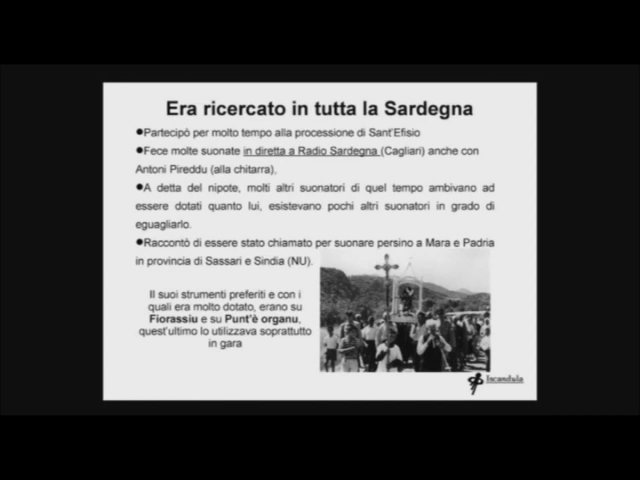 Era ricercato in tutta la Sardegna
●Partecipò per molto tempo alla processione di Sant'Efisio
●Fece molte suonate in diretta a Radio Sardegna (Cagliari) anche con
Antoni Pireddu (alla chitarra),
●A detta del nipote, molti altri suonatori di quel tempo ambivano ad
essere dotati quanto lui, esistevano pochi altri suonatori in grado di
eguagliarlo.
●Raccontò di essere stato chiamato per suonare persino a Mara e Padria
in provincia di Sassari e Sindia (NU).
Il suoi strumenti preferiti e con i
quali era molto dotato, erano su
Fiorassiu e su Punt'è organu,
quest'ultimo lo utilizzava soprattutto
in gara
Iscandula